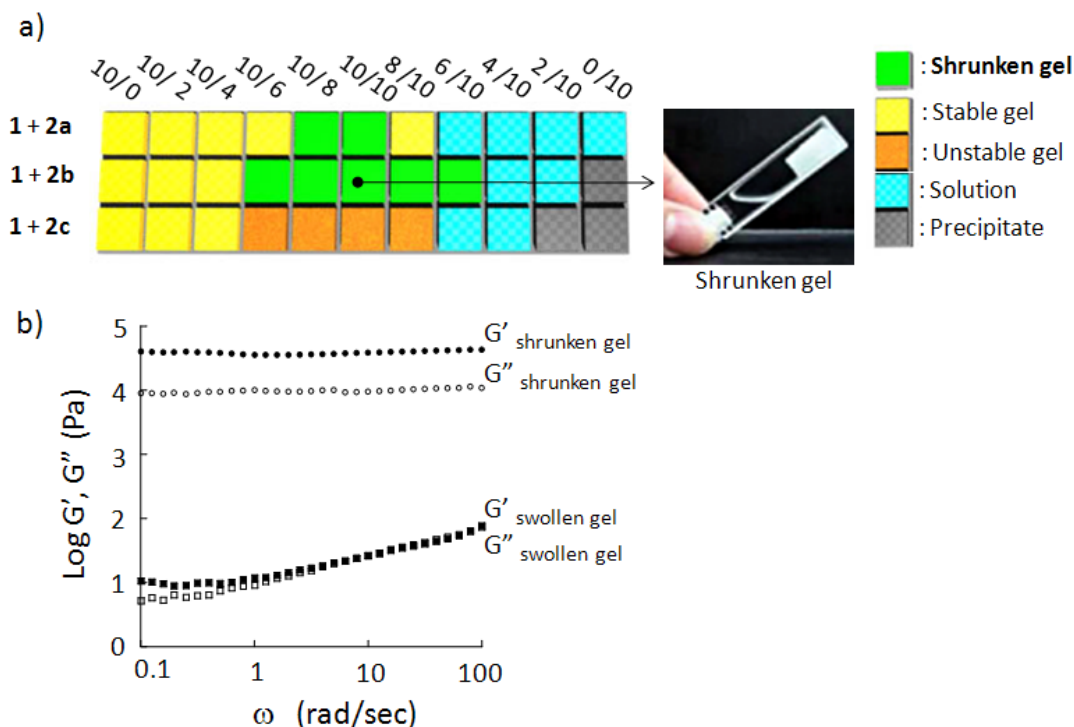 a)
10/0 10/ 2 10/ 4 10/6 10/8 10/10 8/10 6/10 4/10 2/10 0/10
1 + 2a
1 + 2b
1 + 2c
Shrunken gel
: Shrunken gel
: Stable gel
: Unstable gel
: Solution
: Precipitate
b)
Log G’, G” (Pa)
5
4
3
2
1
0
G’ shrunken gel
G” shrunken gel
G’ swollen gel
G” swollen gel
0.1 1 10 100
ω (rad/sec)